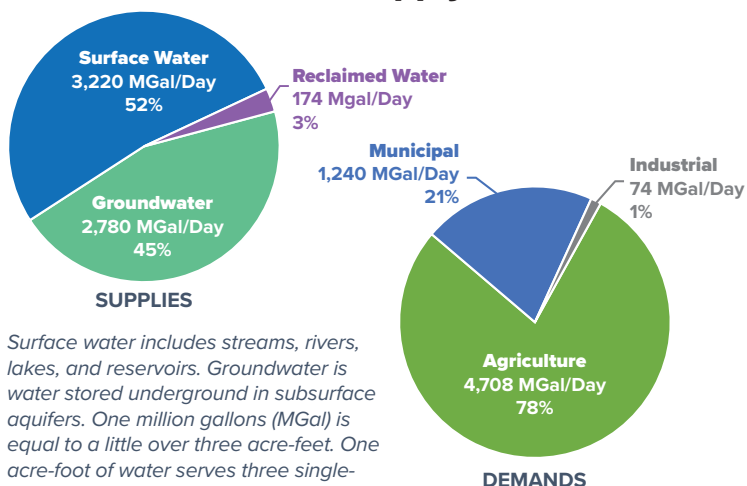 Surface Water
3,220 MGal/Day
52%
Reclaimed Water
174 Mgal/Day
3%
Groundwater
2,780 MGal/Day
45%
SUPPLIES
Municipal
1,240 MGal/Day
21%
Industrial
74 MGal/Day
1%
Agriculture
4,708 MGal/Day
78%
DEMANDS
Surface water includes streams, rivers,
lakes, and reservoirs. Groundwater is
water stored underground in subsurface
aquifers. One million gallons (MGal) is
equal to a little over three acre-feet. One
acre-foot of water serves three single-